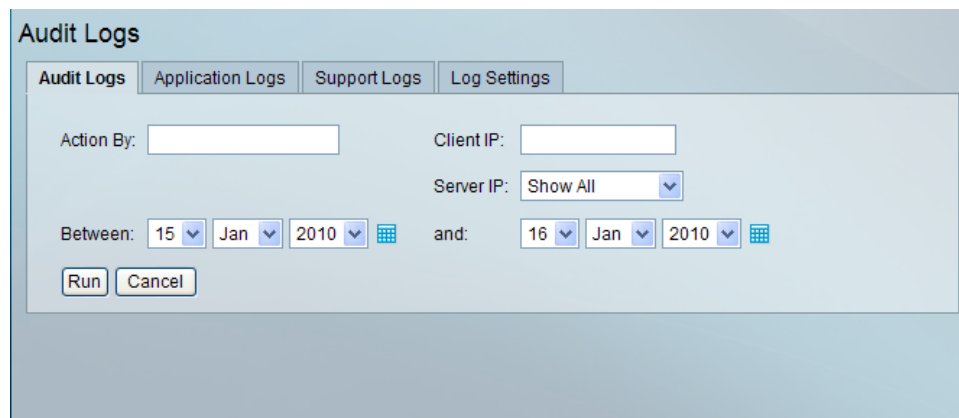 Audit Logs
Audit Logs Application Logs Support Logs Log Settings
Action By: Client IP:
Server IP: Show All
Between: 15 Jan 2010 and: 16 Jan 2010
Run Cancel